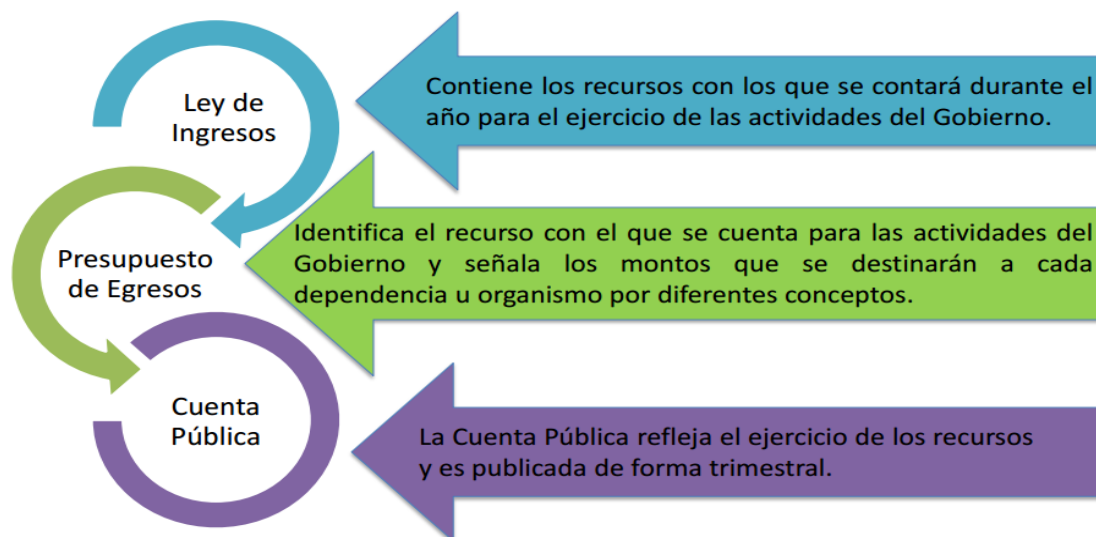 Ley de
Ingresos
Contiene los recursos con los que se contará durante el
año para el ejercicio de las actividades del Gobierno.
Presupuesto
de Egresos
Identifica el recurso con el que se cuenta para las actividades del
Gobierno y señala los montos que se destinarán a cada
dependencia u organismo por diferentes conceptos.
Cuenta
Pública
La Cuenta Pública refleja el ejercicio de los recursos
y es publicada de forma trimestral.